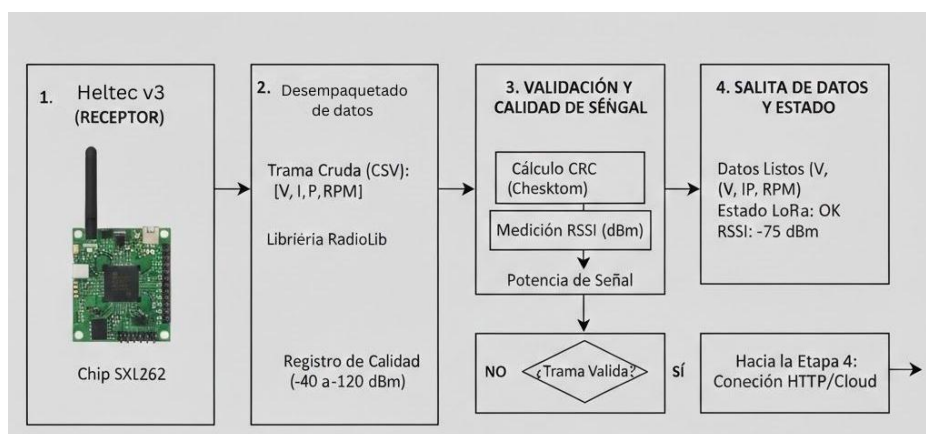 1. Heltec v3
(RECEPTOR)
Chip SXL262
2. Desempaquetado
de datos
Trama Cruda (CSV):
[V, I, P, RPM]
Libriería RadioLib
Registro de Calidad
(-40 a-120 dBm)
3. VALIDACIÓN Y
CALIDAD DE SÉŃGAL
Cálculo CRC
(Chesktom)
Medición RSSI (dBm)
Potencia de Señal
NO
¿Trama Valida?
SÍ
4. SALITA DE DATOS
Y ESTADO
Datos Listos (V,
(V, IP, RPM)
Estado LoRa: OK
RSSI: -75 dBm
Hacia la Etapa 4:
Coneción HTTP/Cloud